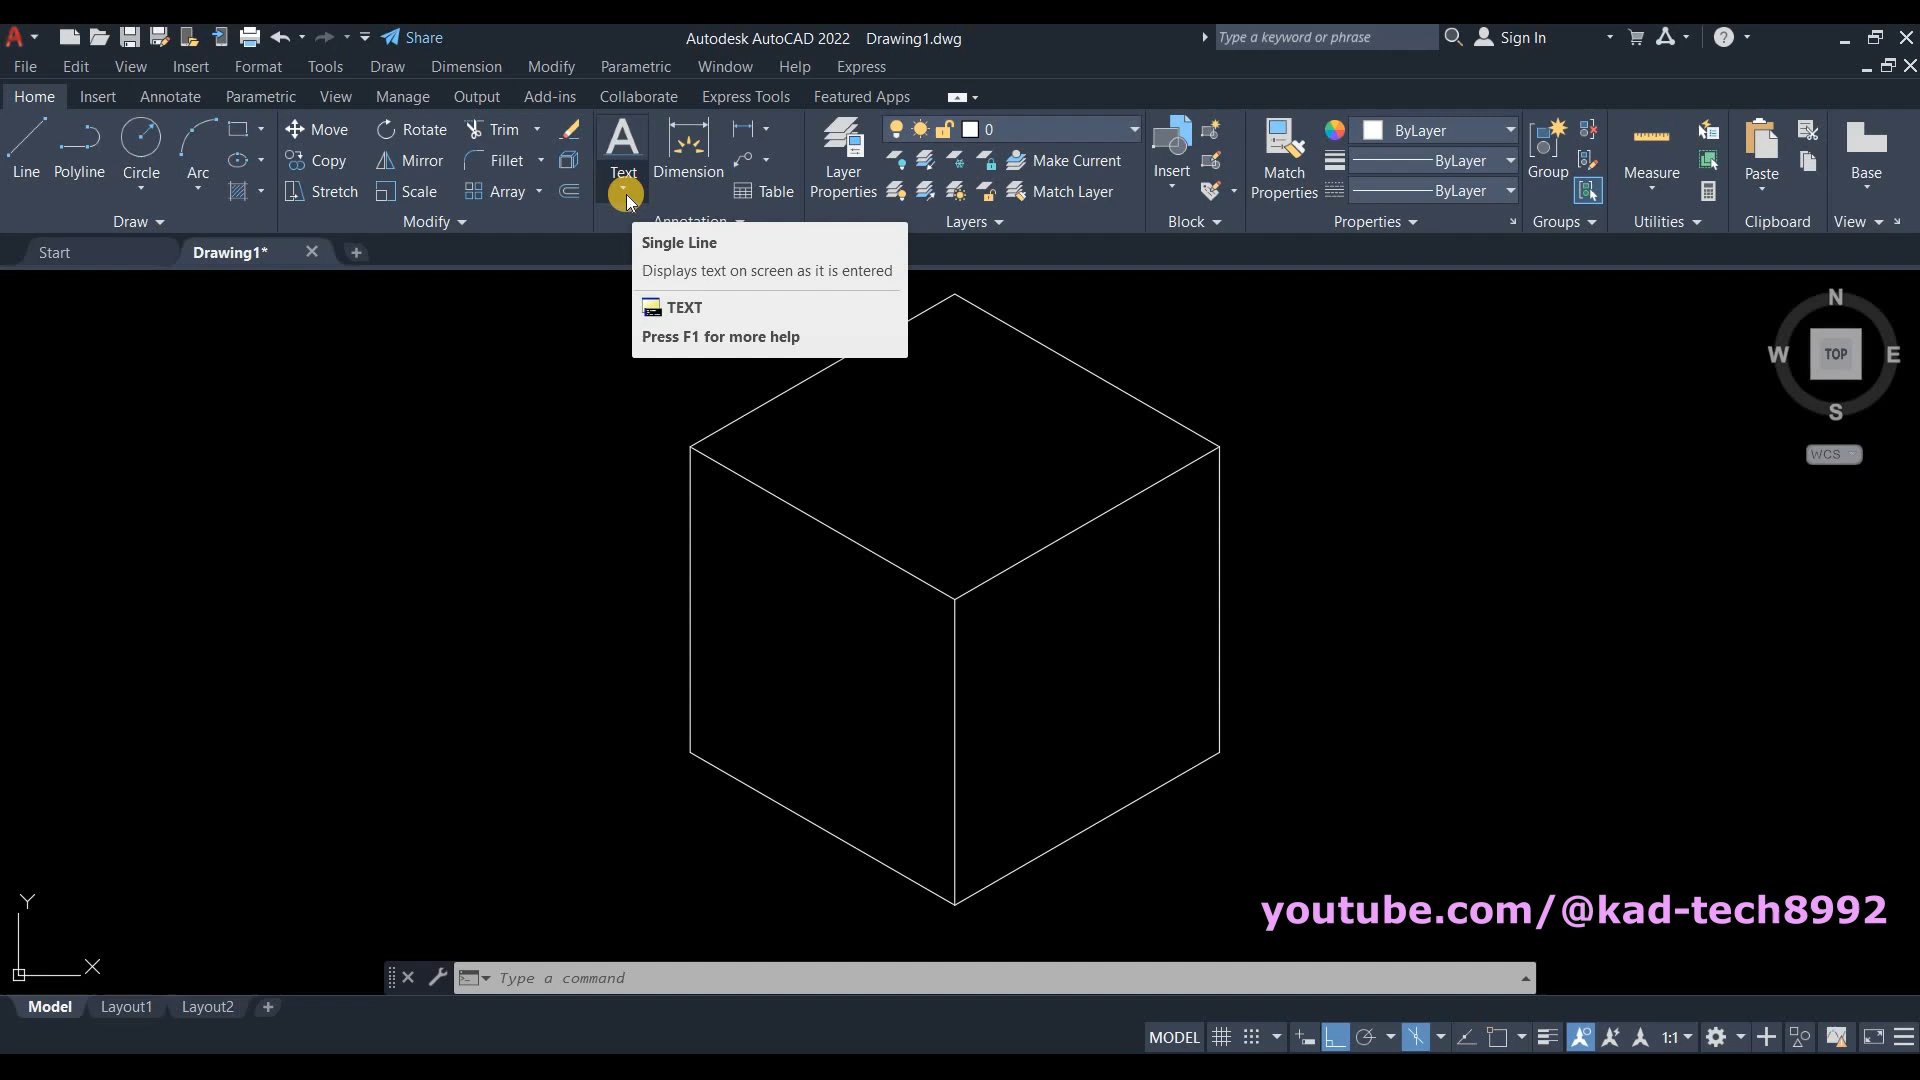 Share
Autodesk AutoCAD 2022 Drawing1.dwg
Type a keyword or phrase
Sign In
File Edit View Insert Format Tools Draw Dimension Modify Parametric Window Help Express
Home Insert Annotate Parametric View Manage Output Add-ins Collaborate Express Tools Featured Apps
Line Polyline Circle Arc
Draw
Move Rotate Trim
Copy Mirror Fillet
Stretch Scale Array
Modify
Text
Dimension
Table
Annotation
Layer
Properties
0
Make Current
Match Layer
Layers
Insert
Block
Match
Properties
ByLayer
ByLayer
ByLayer
Properties
Group
Groups
Measure
Utilities
Paste
Clipboard
Base
View
Start Drawing1*
Single Line
Displays text on screen as it is entered
TEXT
Press F1 for more help
N
W TOP E
S
WCS
Y
X
youtube.com/@kad-tech8992
Type a command
Model Layout1 Layout2
MODEL 1:1